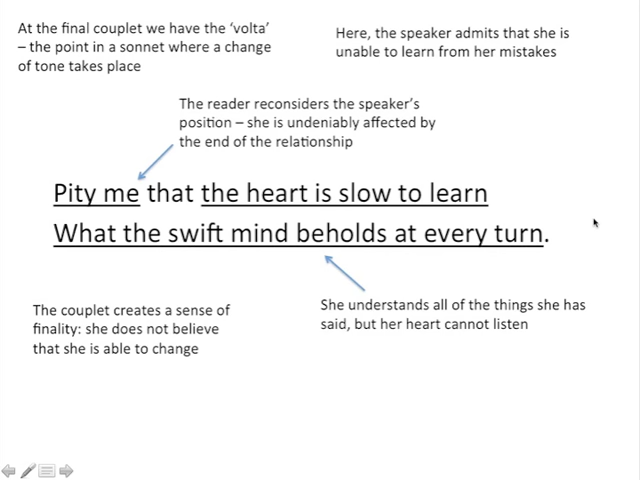 At the final couplet we have the ‘volta’
– the point in a sonnet where a change
of tone takes place
Here, the speaker admits that she is
unable to learn from her mistakes
The reader reconsiders the speaker’s
position – she is undeniably affected by
the end of the relationship
Pity me that the heart is slow to learn
What the swift mind beholds at every turn.
The couplet creates a sense of
finality: she does not believe
that she is able to change
She understands all of the things she has
said, but her heart cannot listen